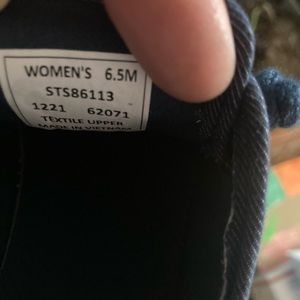 WOMEN'S 6.5M
STS86113
1221 62071
TEXTILE UPPER
MADE IN VIETNAM